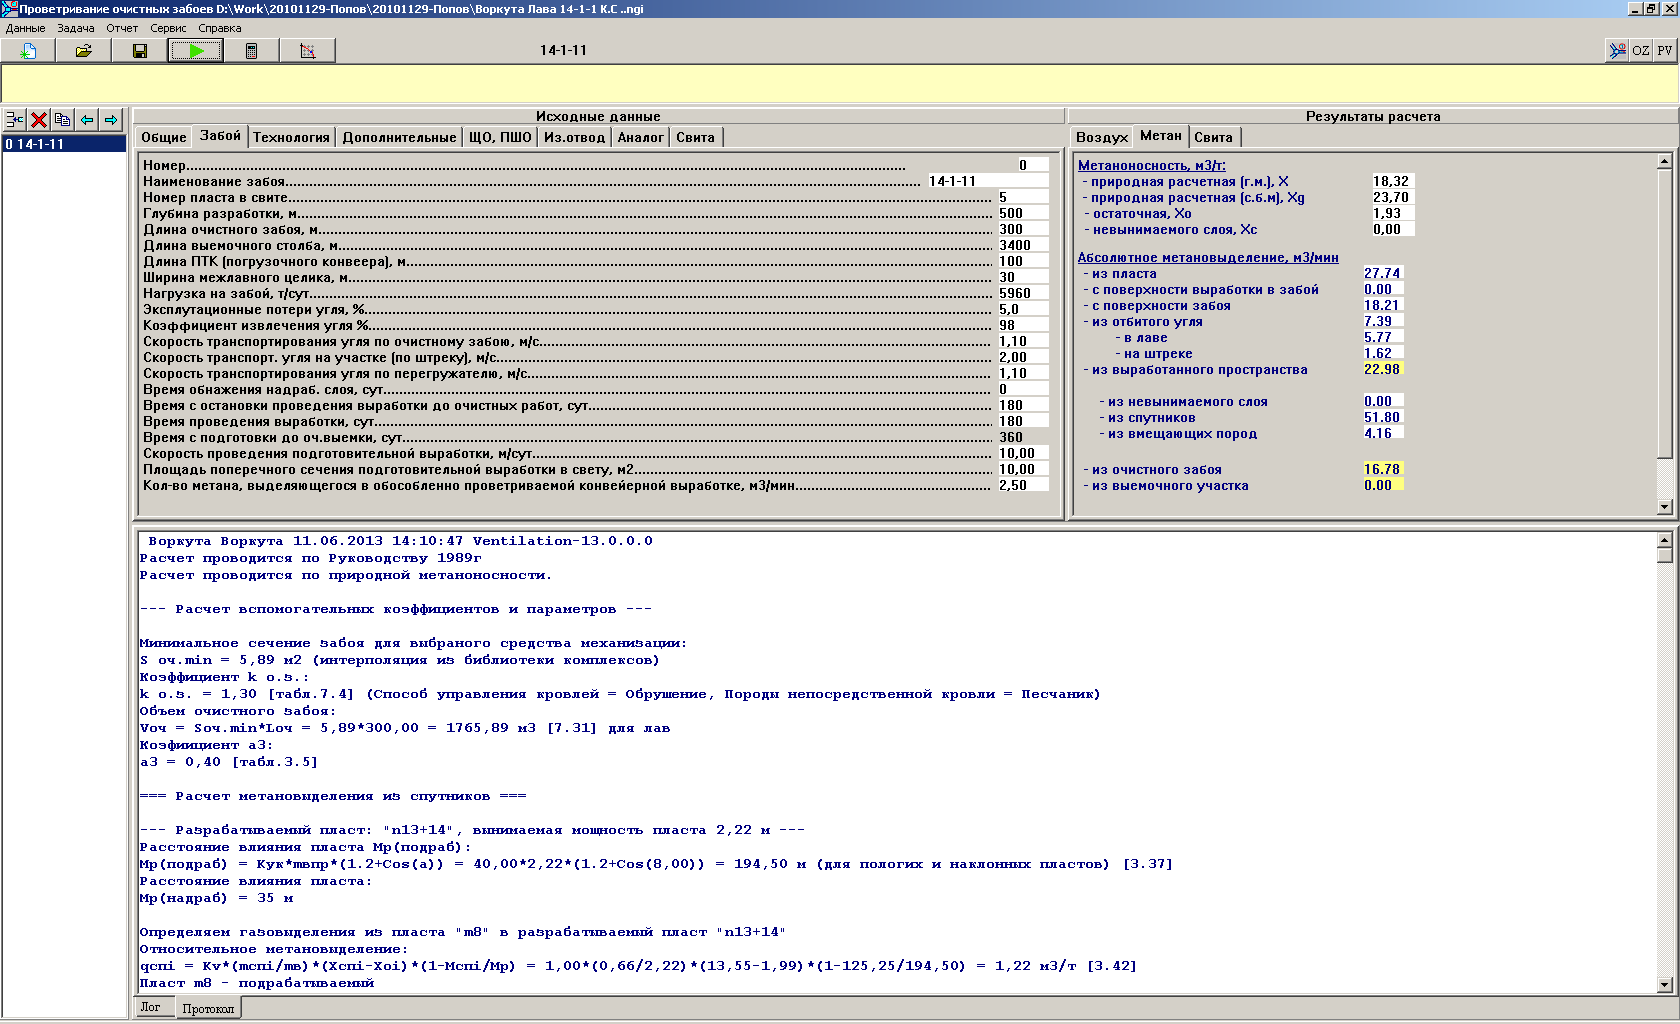 Проветривание очистных забоев D:\Work\20101129-Попов\20101129-Попов\Воркута Лава 14-1-1 К.С ..ngi
Данные Задача Отчет Сервис Справка
14-1-11
OZ PV
Исходные данные
Результаты расчета
0 14-1-11
Общие Забой Технология Дополнительные ЩО, ПШО Из.отвод Аналог Свита
Воздух Метан Свита
Номер 0
Наименование забоя 14-1-11
Номер пласта в свите 5
Глубина разработки, м 500
Длина очистного забоя, м 300
Длина выемочного столба, м 3400
Длина ПТК (погрузочного конвеера), м 100
Ширина межлавного целика, м 30
Нагрузка на забой, т/сут 5960
Эксплутационные потери угля, % 5,0
Коэффициент извлечения угля % 98
Скорость транспортирования угля по очистному забою, м/с 1,10
Скорость транспорт. угля на участке (по штреку), м/с 2,00
Скорость транспортирования угля по перегружателю, м/с 1,10
Время обнажения надраб. слоя, сут 0
Время с остановки проведения выработки до очистных работ, сут 180
Время проведения выработки, сут 180
Время с подготовки до оч.выемки, сут 360
Скорость проведения подготовительной выработки, м/сут 10,00
Площадь поперечного сечения подготовительной выработки в свету, м2 10,00
Кол-во метана, выделяющегося в обособленно проветриваемой конвейерной выработке, м3/мин 2,50
Метаноносность, м3/т:
- природная расчетная (г.м.), X 18,32
- природная расчетная (с.б.м), Xg 23,70
- остаточная, Xo 1,93
- невынимаемого слоя, Xc 0,00
Абсолютное метановыделение, м3/мин
- из пласта 27.74
- с поверхности выработки в забой 0.00
- с поверхности забоя 18.21
- из отбитого угля 7.39
- в лаве 5.77
- на штреке 1.62
- из выработанного пространства 22.98
- из невынимаемого слоя 0.00
- из спутников 51.80
- из вмещающих пород 4.16
- из очистного забоя 16.78
- из выемочного участка 0.00
Воркута Воркута 11.06.2013 14:10:47 Ventilation-13.0.0.0
Расчет проводится по Руководству 1989г
Расчет проводится по природной метаноносности.
--- Расчет вспомогательных коэффициентов и параметров ---
Минимальное сечение забоя для выбраного средства механизации:
S оч.min = 5,89 м2 (интерполяция из библиотеки комплексов)
Коэффициент k o.s.:
k o.s. = 1,30 [табл.7.4] (Способ управления кровлей = Обрушение, Породы непосредственной кровли = Песчаник)
Объем очистного забоя:
Vоч = Sоч.min*Lоч = 5,89*300,00 = 1765,89 м3 [7.31] для лав
Коэфиициент a3:
a3 = 0,40 [табл.3.5]
=== Расчет метановыделения из спутников ===
--- Разрабатываемый пласт: "n13+14", вынимаемая мощность пласта 2,22 м ---
Расстояние влияния пласта Mp(подраб):
Mp(подраб) = Kук*mвпр*(1.2+Cos(a)) = 40,00*2,22*(1.2+Cos(8,00)) = 194,50 м (для пологих и наклонных пластов) [3.37]
Расстояние влияния пласта:
Mp(надраб) = 35 м
Определяем газовыделения из пласта "m8" в разрабатываемый пласт "n13+14"
Относительное метановыделение:
qспi = Kv*(mспi/mв)*(Xспi-Xoi)*(1-Mспi/Mp) = 1,00*(0,66/2,22)*(13,55-1,99)*(1-125,25/194,50) = 1,22 м3/т [3.42]
Пласт m8 - подрабатываемый
Лог Протокол